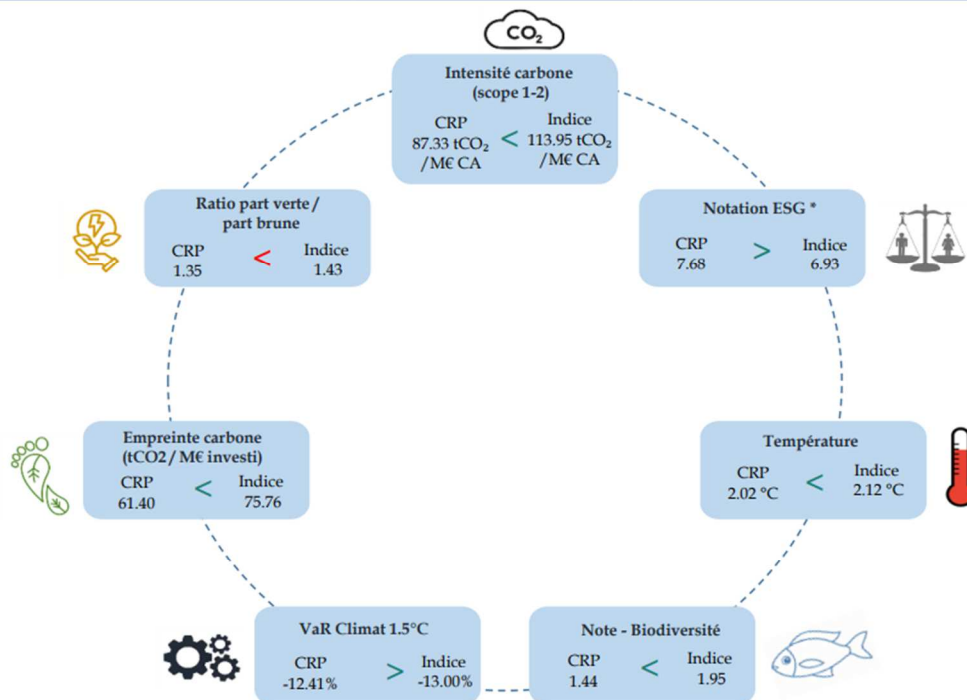 CO₂
Intensité carbone
(scope 1-2)
CRP
87.33 tCO₂
/M€ CA
<
Indice
113.95 tCO₂
/M€ CA
Ratio part verte /
part brune
CRP
1.35
<
Indice
1.43
Notation ESG *
CRP
7.68
>
Indice
6.93
Empreinte carbone
(tCO2 / M€ investi)
CRP
61.40
<
Indice
75.76
Température
CRP
2.02 °C
<
Indice
2.12 °C
VaR Climat 1.5°C
CRP
-12.41%
>
Indice
-13.00%
Note - Biodiversité
CRP
1.44
<
Indice
1.95